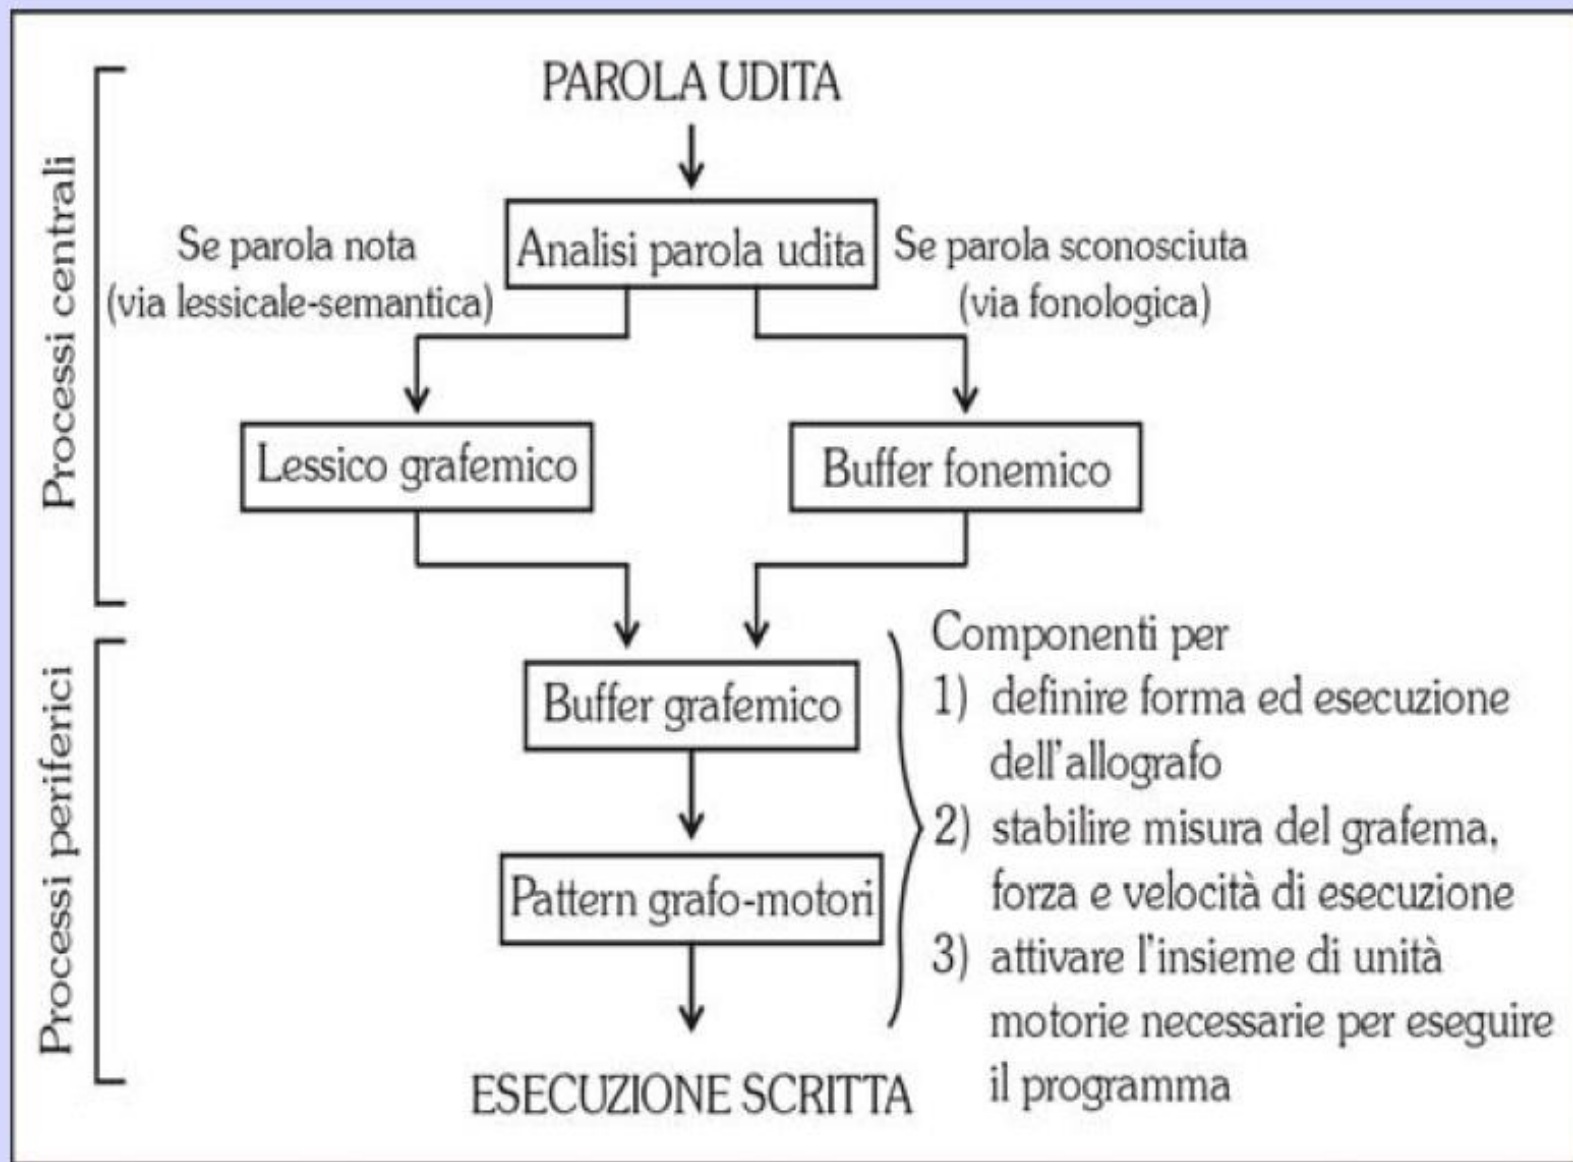 Processi centrali
PAROLA UDITA
Analisi parola udita
Se parola nota
(via lessicale-semantica)
Se parola sconosciuta
(via fonologica)
Lessico grafemico
Buffer fonemico
Processi periferici
Buffer grafemico
Pattern grafo-motori
ESECUZIONE SCRITTA
Componenti per
1) definire forma ed esecuzione
dell'allografo
2) stabilire misura del grafema,
forza e velocità di esecuzione
3) attivare l'insieme di unità
motorie necessarie per eseguire
il programma